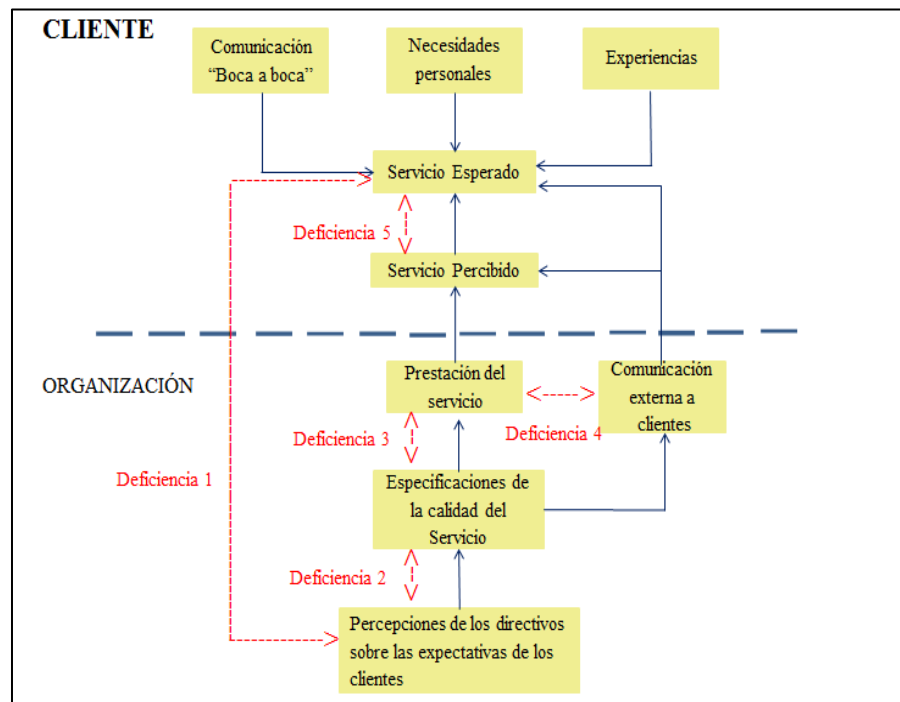 CLIENTE
Comunicación
“Boca a boca”
Necesidades
personales
Experiencias
Servicio Esperado
Deficiencia 5
Servicio Percibido
ORGANIZACIÓN
Prestación del
servicio
Comunicación
externa a
clientes
Deficiencia 4
Deficiencia 3
Deficiencia 1
Especificaciones de
la calidad del
Servicio
Deficiencia 2
Percepciones de los directivos
sobre las expectativas de los
clientes